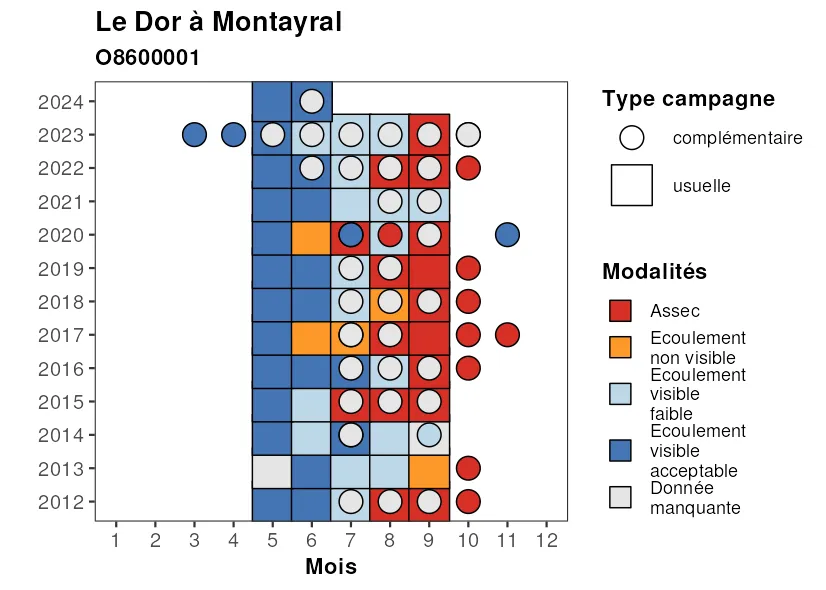 Le Dor à Montayral
O8600001
2024
2023
2022
2021
2020
2019
2018
2017
2016
2015
2014
2013
2012
1 2 3 4 5 6 7 8 9 10 11 12
Mois
Type campagne
complémentaire
usuelle
Modalités
Assec
Ecoulement
non visible
Ecoulement
visible
faible
Ecoulement
visible
acceptable
Donnée
manquante